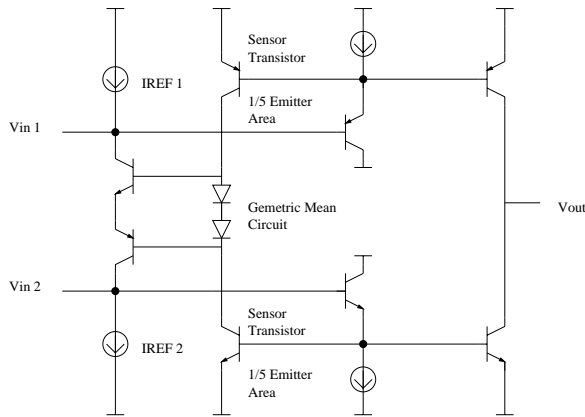 Sensor
Transistor
IREF 1
1/5 Emitter
Area
Vin 1
Gemetric Mean
Circuit
Vout
Vin 2
Sensor
Transistor
IREF 2
1/5 Emitter
Area